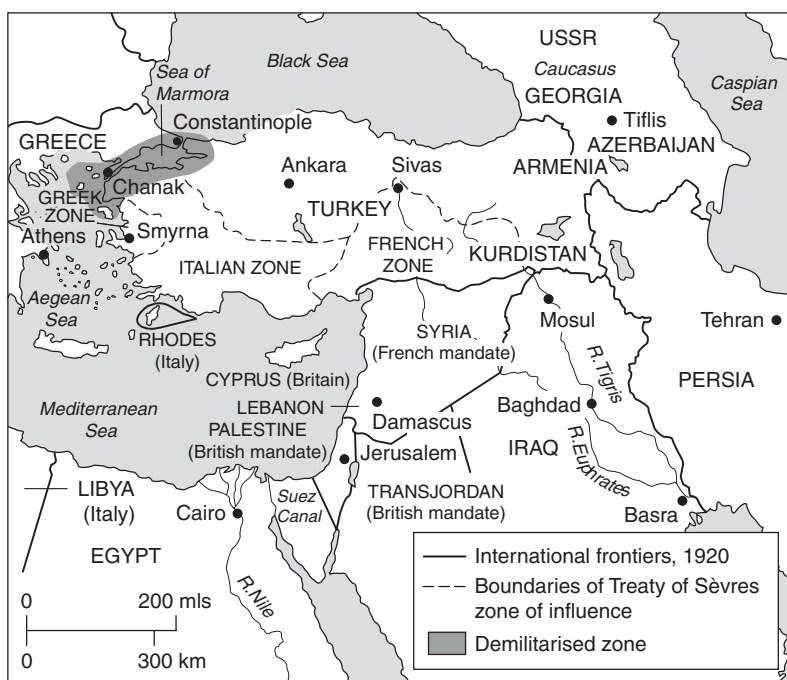 USSR
Black Sea
Caucasus
Caspian
Sea
Sea of
Marmora
GEORGIA
Tiflis
Constantinople
AZERBAIJAN
GREECE
Ankara
Sivas
ARMENIA
Chanak
GREEK
ZONE
TURKEY
Smyrna
Athens
FRENCH
ZONE
KURDISTAN
ITALIAN ZONE
Aegean
Sea
Mosul
RHODES
(Italy)
SYRIA
(French mandate)
Tehran
CYPRUS (Britain)
R.Tigris
PERSIA
Mediterranean
Sea
LEBANON
Damascus
Baghdad
PALESTINE
(British mandate)
IRAQ
R.Euphrates
Jerusalem
LIBYA
(Italy)
Suez
Canal
TRANSJORDAN
(British mandate)
Cairo
Basra
EGYPT
R.Nile
International frontiers, 1920
Boundaries of Treaty of Sèvres
zone of influence
Demilitarised zone
0 200 mls
0 300 km